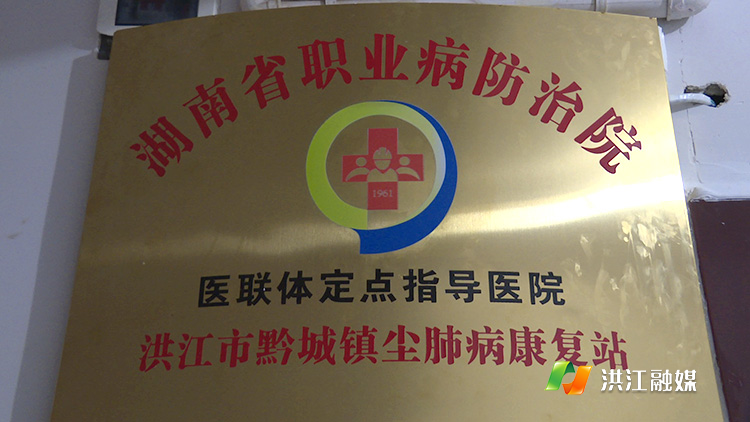 湖南省职业病防治院
1961
医联体定点指导医院
洪江市黔城镇尘肺病康复站
洪江融媒